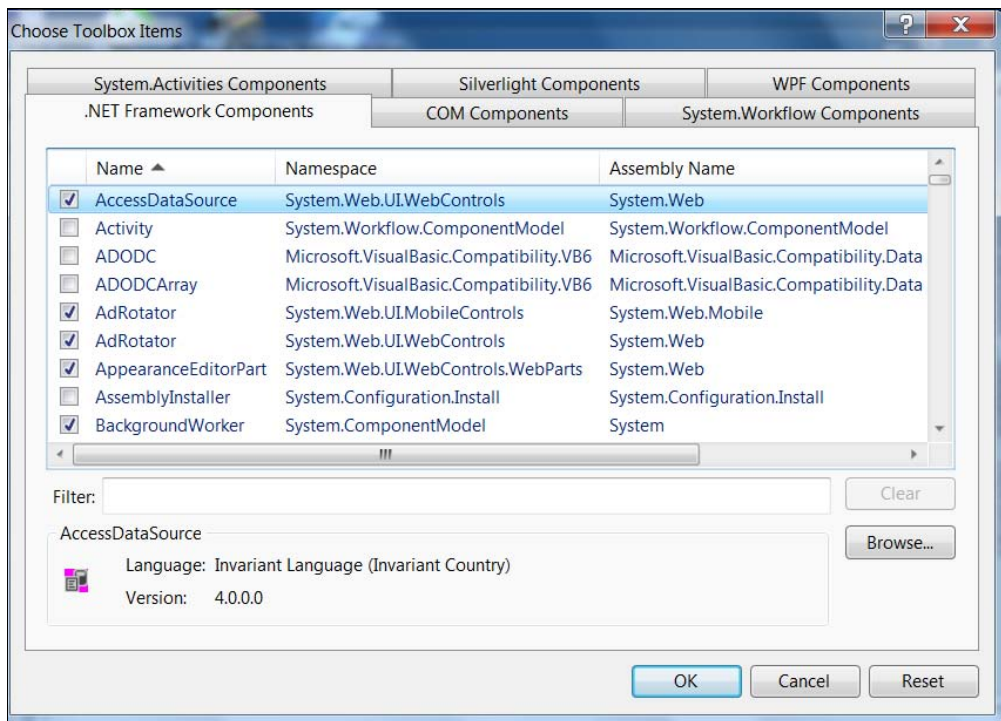 Choose Toolbox Items
System.Activities Components Silverlight Components WPF Components
.NET Framework Components COM Components System.Workflow Components
Name Namespace Assembly Name
AccessDataSource System.Web.UI.WebControls System.Web
Activity System.Workflow.ComponentModel System.Workflow.ComponentModel
ADODC Microsoft.VisualBasic.Compatibility.VB6 Microsoft.VisualBasic.Compatibility.Data
ADODCArray Microsoft.VisualBasic.Compatibility.VB6 Microsoft.VisualBasic.Compatibility.Data
AdRotator System.Web.UI.MobileControls System.Web.Mobile
AdRotator System.Web.UI.WebControls System.Web
AppearanceEditorPart System.Web.UI.WebControls.WebParts System.Web
AssemblyInstaller System.Configuration.Install System.Configuration.Install
BackgroundWorker System.ComponentModel System
Filter: Clear
AccessDataSource Browse...
Language: Invariant Language (Invariant Country)
Version: 4.0.0.0
OK Cancel Reset